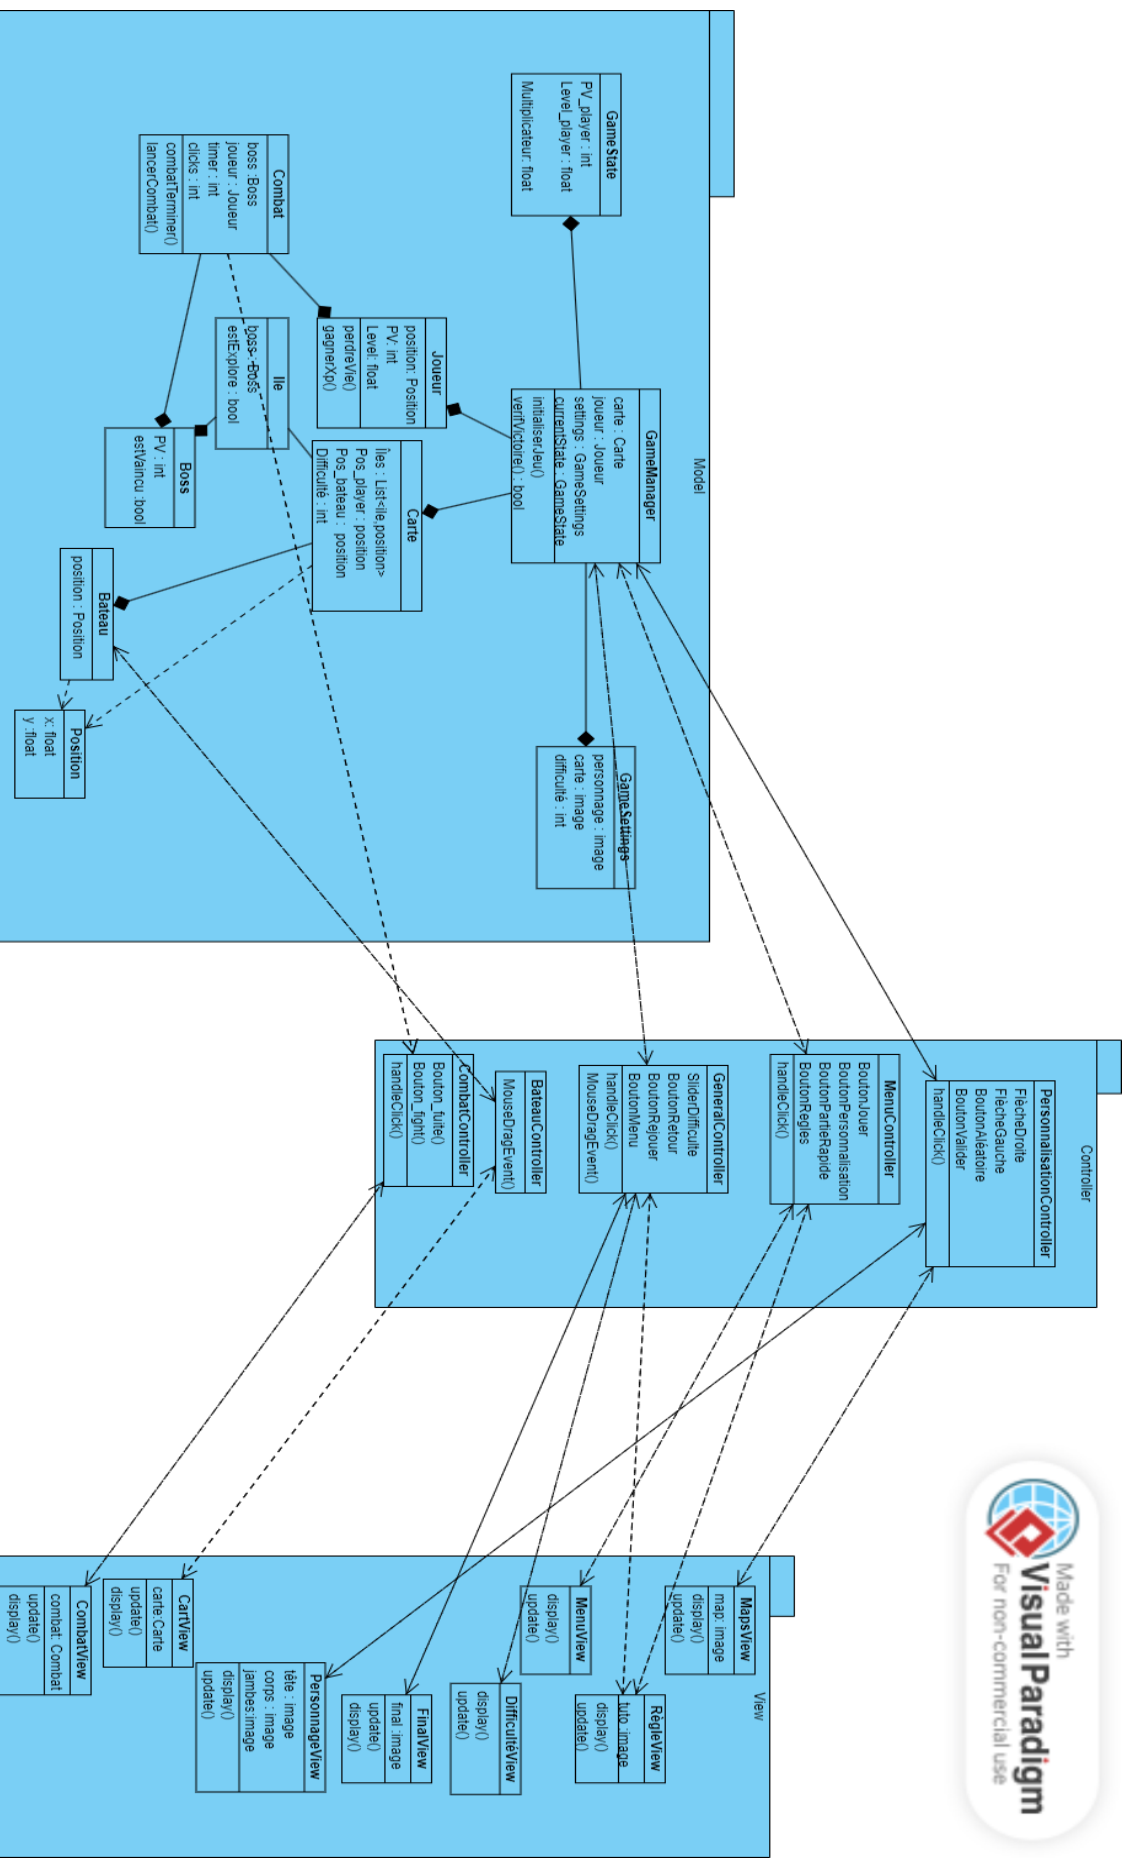 Model
GameState
PV_player : int
Level_player : float
Multiplicateur: float
GameManager
carte : Carte
joueur : Joueur
settings : GameSettings
currentState : GameState
initialiserJeu()
verifVictoire() : bool
GameSettings
personnage : image
carte : image
difficulté : int
Combat
boss :Boss
joueur : Joueur
timer : int
clicks : int
combatTerminer()
lancerCombat()
Joueur
position: Position
PV: int
Level: float
perdreVie()
gagnerXp()
Ile
boss : Boss
estExplore : bool
Carte
Îles : List<ile,position>
Pos_player : position
Pos_bateau : position
Difficulté : int
Boss
PV : int
estVaincu :bool
Bateau
position : Position
Position
x: float
y :float
Controller
PersonnalisationController
FlècheDroite
FlècheGauche
BoutonAléatoire
BoutonValider
handleClick()
MenuController
BoutonJouer
BoutonPersonnalisation
BoutonPartieRapide
BoutonRegles
handleClick()
GeneralController
SliderDifficulte
BoutonRetour
BoutonRejouer
BoutonMenu
handleClick()
MouseDragEvent()
BateauController
MouseDragEvent()
CombatController
Bouton_fuite()
Bouton_fight()
handleClick()
View
MapsView
map: image
display()
update()
RègleView
tuto :image
display()
update()
MenuView
display()
update()
DifficultéView
display()
update()
FinalView
final :image
update()
display()
PersonnageView
tête : image
corps : image
jambes:image
display()
update()
CartView
carte:Carte
update()
display()
CombatView
combat: Combat
update()
display()
Made with
VisualParadigm
For non-commercial use